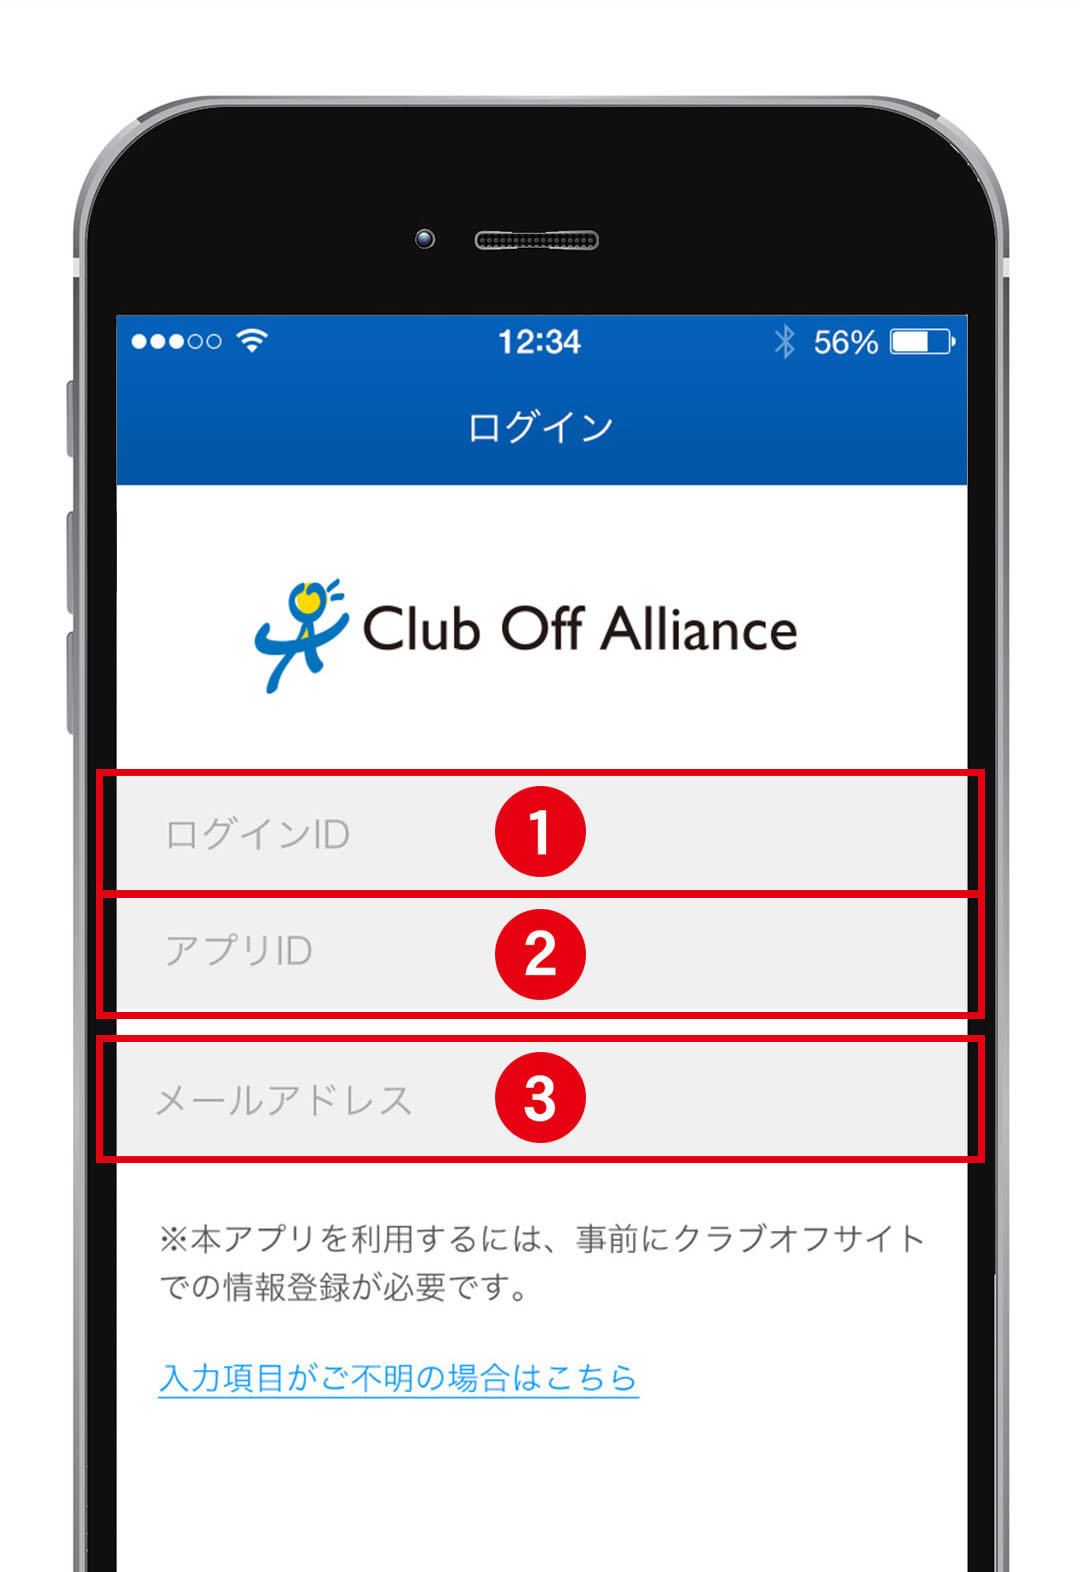 12:34
56%
ログイン
Club Off Alliance
ログインID
1
アプリID
2
メールアドレス
3
※本アプリを利用するには、事前にクラブオフサイト
での情報登録が必要です。
入力項目がご不明の場合はこちら